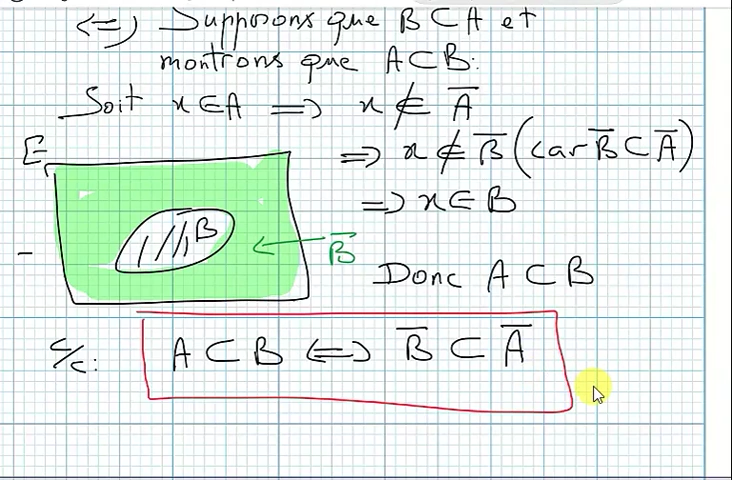 ⇐) Supposons que B̅ ⊂ A̅ et
montrons que A ⊂ B:
Soit x ∈ A ⟹ x ∉ A̅
⟹ x ∉ B̅ (car B̅ ⊂ A̅)
⟹ x ∈ B
E
B
B̅
Donc A ⊂ B
C/c: A ⊂ B ⟺ B̅ ⊂ A̅